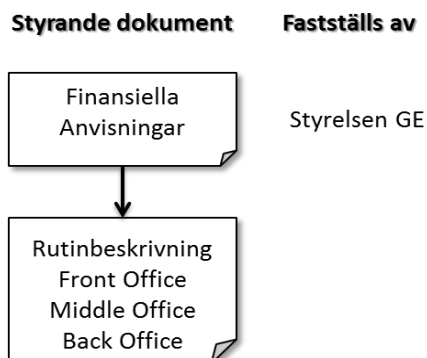 Styrande dokument Fastställs av
Finansiella
Anvisningar
Styrelsen GE
Rutinbeskrivning
Front Office
Middle Office
Back Office